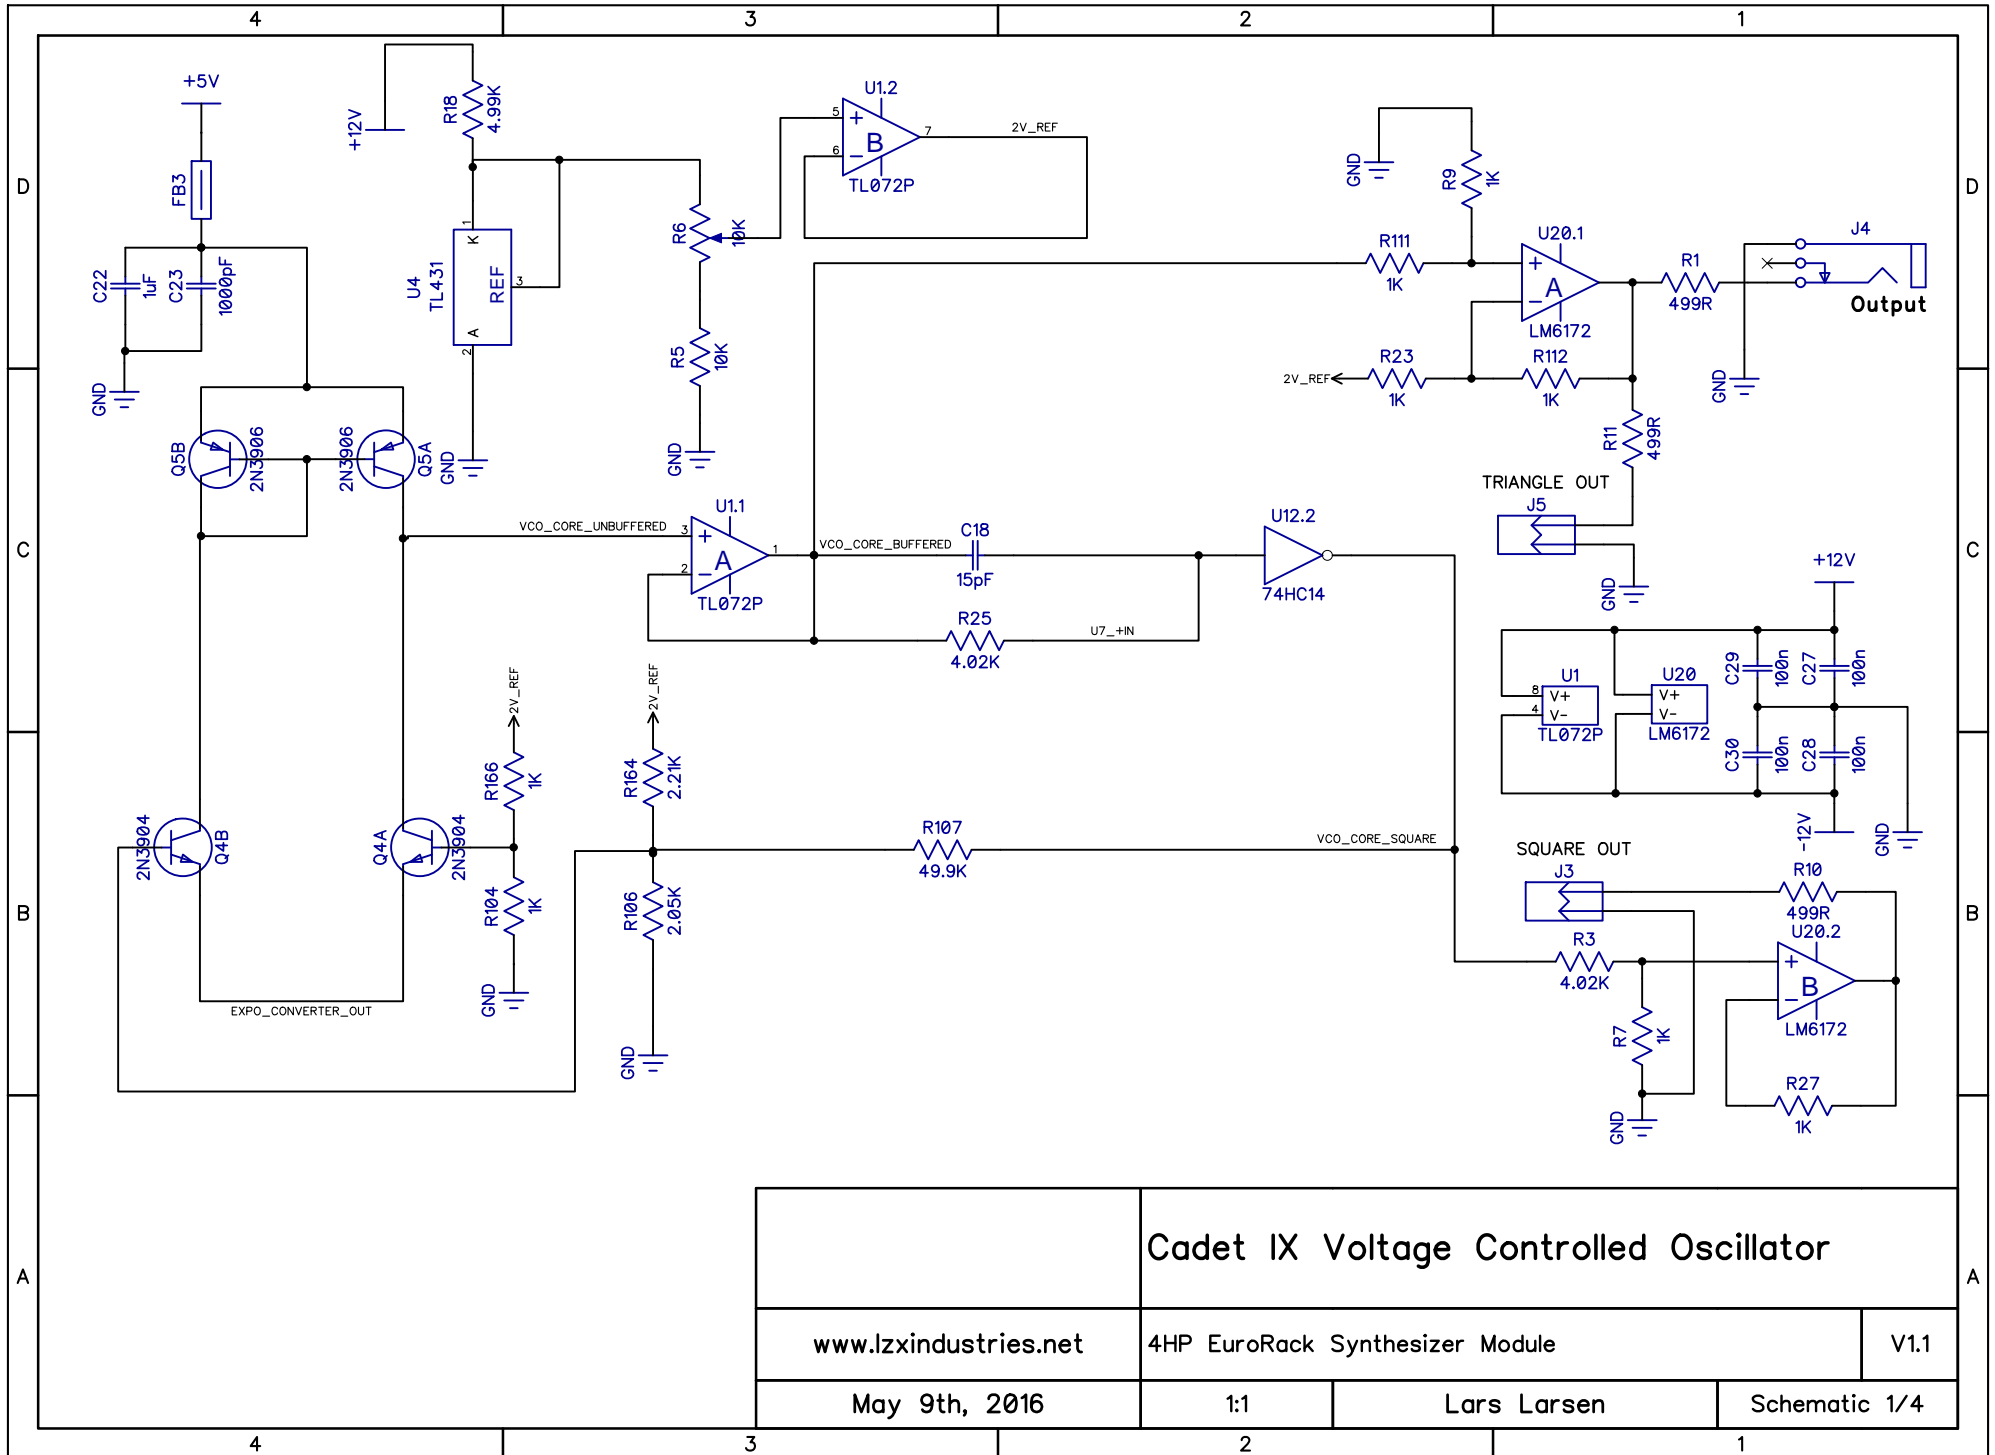 4 3 2 1
D D
C C
B B
A A
4 3 2 1
+5V
FB3
C22
1uF
C23
1000pF
GND
+12V
R18
4.99K
K
1
U4
TL431
REF
3
A
2
GND
R6
10K
R5
10K
GND
U1.2
5
+
6
−
B
7
TL072P
2V_REF
GND
R9
1K
R111
1K
U20.1
+
−
A
LM6172
R1
499R
J4
Output
GND
2V_REF
R23
1K
R112
1K
R11
499R
TRIANGLE OUT
J5
GND
Q5B
2N3906
2N3906
Q5A
VCO_CORE_UNBUFFERED
U1.1
3
+
2
−
A
1
TL072P
VCO_CORE_BUFFERED
C18
15pF
R25
4.02K
U7_+IN
U12.2
74HC14
+12V
U1
8
V+
4
V-
TL072P
U20
V+
V-
LM6172
C29
100n
C27
100n
C30
100n
C28
100n
-12V
GND
2N3904
Q4B
Q4A
2N3904
EXPO_CONVERTER_OUT
2V_REF
R166
1K
R104
1K
GND
2V_REF
R164
2.21K
R106
2.05K
GND
R107
49.9K
VCO_CORE_SQUARE
SQUARE OUT
J3
R10
499R
U20.2
+
−
B
LM6172
R3
4.02K
R7
1K
GND
R27
1K
Cadet IX Voltage Controlled Oscillator
www.lzxindustries.net
4HP EuroRack Synthesizer Module
V1.1
May 9th, 2016
1:1
Lars Larsen
Schematic 1/4